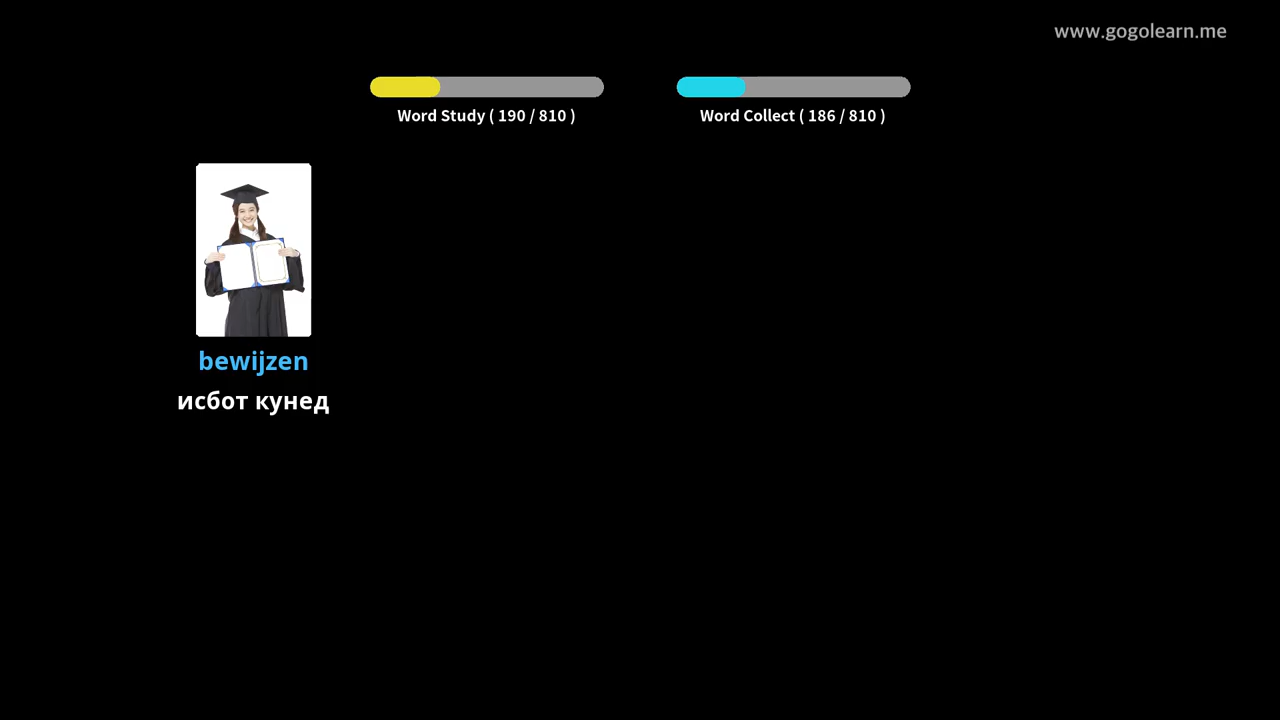 www.gogolearn.me
Word Study ( 190 / 810 )
Word Collect ( 186 / 810 )
bewijzen
исбот кунед